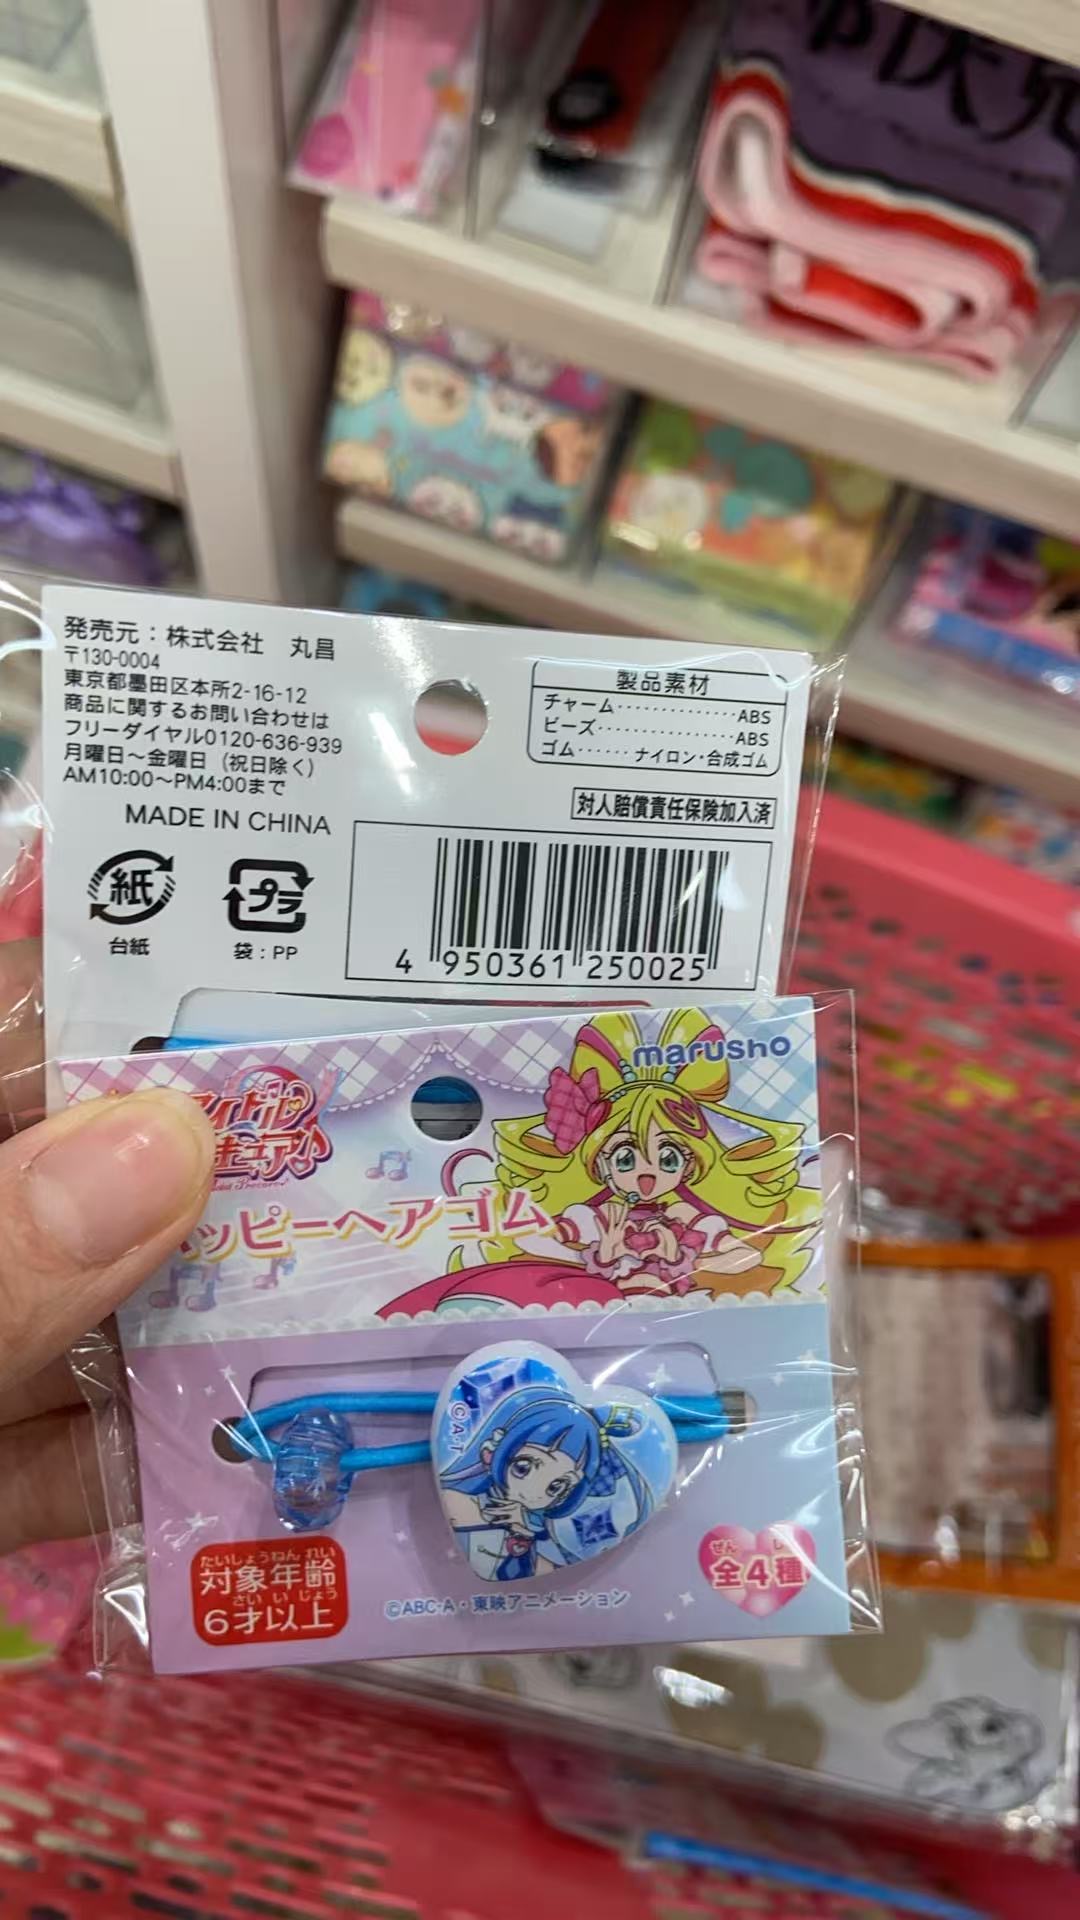 発売元：株式会社　丸昌
〒130-0004
東京都墨田区本所2-16-12
商品に関するお問い合わせは
フリーダイヤル0120-636-939
月曜日〜金曜日（祝日除く）
AM10:00〜PM4:00まで
MADE IN CHINA
紙
台紙
プラ
袋：PP
製品素材
チャーム··············ABS
ビーズ················ABS
ゴム······ナイロン・合成ゴム
対人賠償責任保険加入済
4 950361 250025
marusho
アイドル
キュア♪
ッピーヘアゴム
©A·T
たいしょうねんれい
対象年齢
さいいじょう
6才以上
©ABC-A・東映アニメーション
ぜん しゅ
全4種